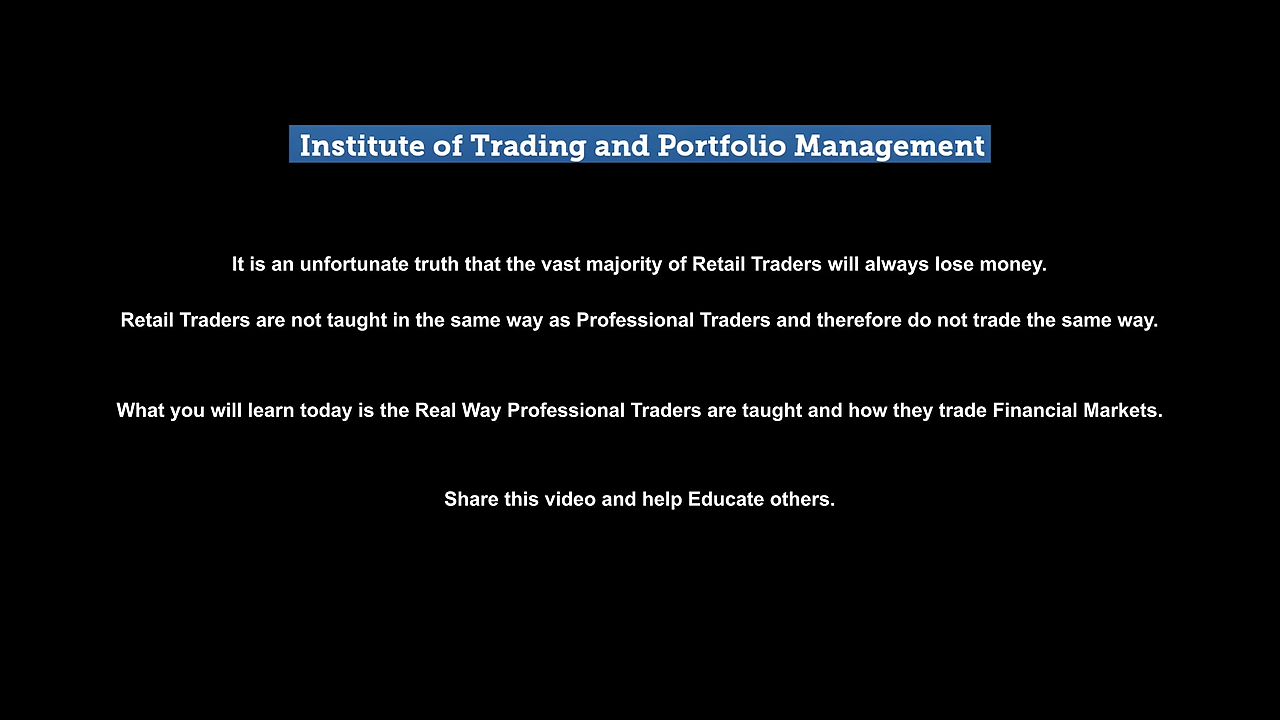 Institute of Trading and Portfolio Management
It is an unfortunate truth that the vast majority of Retail Traders will always lose money.
Retail Traders are not taught in the same way as Professional Traders and therefore do not trade the same way.
What you will learn today is the Real Way Professional Traders are taught and how they trade Financial Markets.
Share this video and help Educate others.